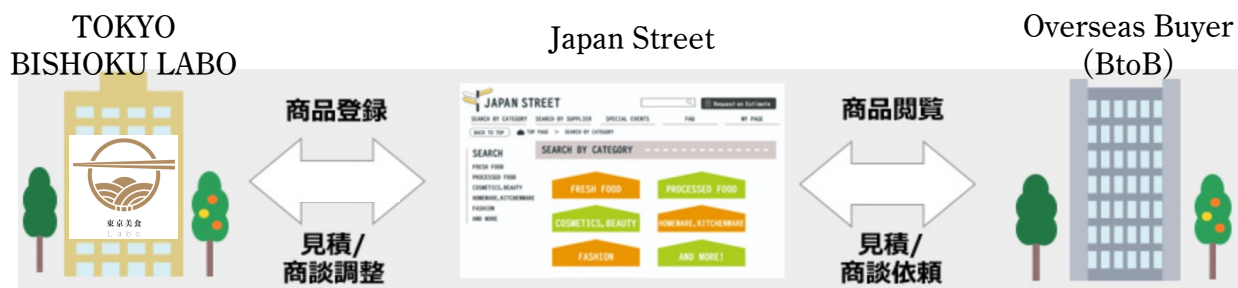 TOKYO
BISHOKU LABO
東京美食
Labo
商品登録
見積/
商談調整
Japan Street
JAPAN STREET
Request an Estimate
SEARCH BY CATEGORY SEARCH BY SUPPLIER SPECIAL EVENTS FAQ MY PAGE
BACK TO TOP TOP PAGE > SEARCH BY CATEGORY
SEARCH
FRESH FOOD
PROCESSED FOOD
COSMETICS,BEAUTY
HOMEWARE,KITCHENWARE
FASHION
AND MORE
SEARCH BY CATEGORY
FRESH FOOD
PROCESSED FOOD
COSMETICS,BEAUTY
HOMEWARE,KITCHENWARE
FASHION
AND MORE!
商品閲覧
見積/
商談依頼
Overseas Buyer
(BtoB)